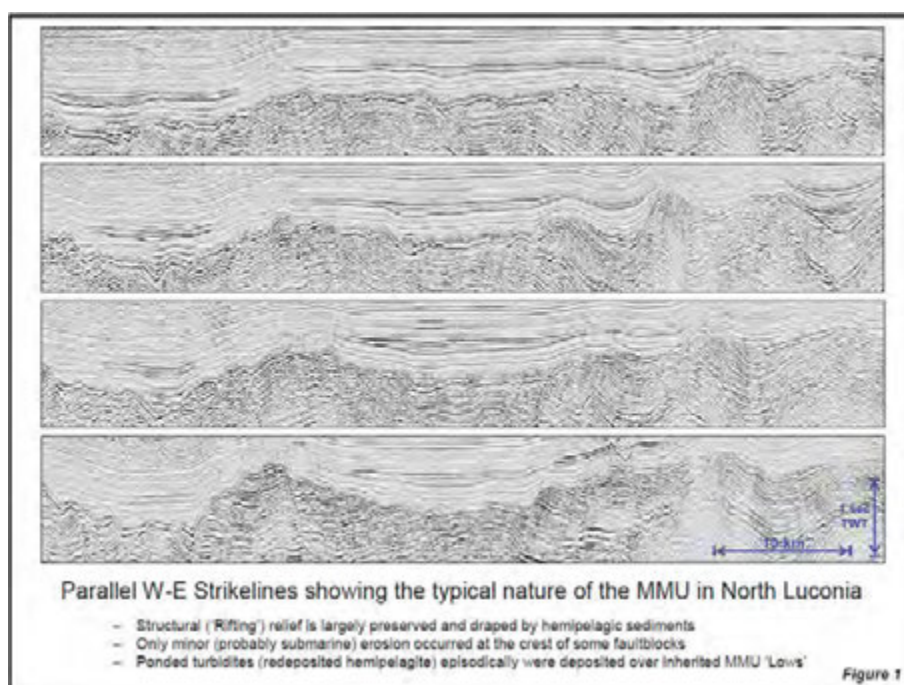 1 sec
TWT
10 km
Parallel W-E Strikelines showing the typical nature of the MMU in North Luconia
– Structural ('Rifting') relief is largely preserved and draped by hemipelagic sediments
– Only minor (probably submarine) erosion occurred at the crest of some faultblocks
– Ponded turbidites (redeposited hemipelagite) episodically were deposited over inherited MMU 'Lows'
Figure 1